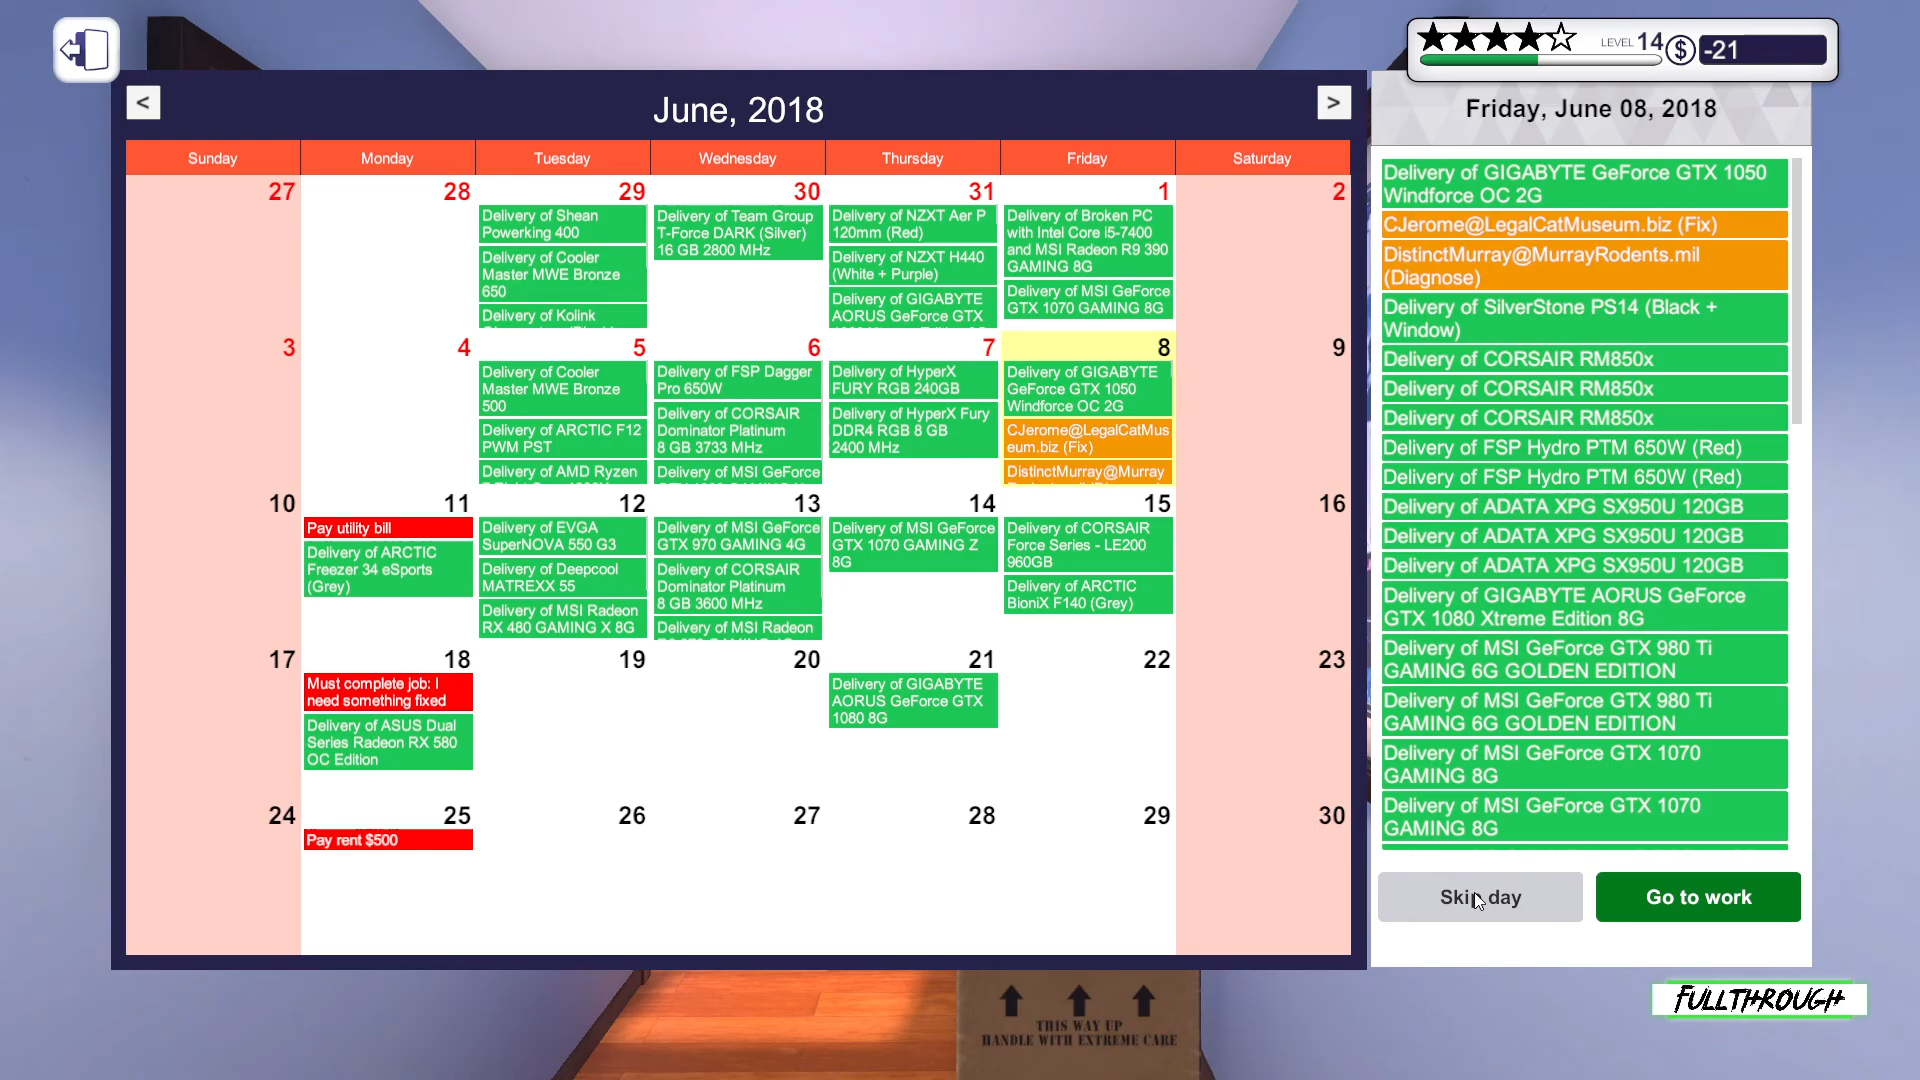 LEVEL 14
-21
<
June, 2018
>
Friday, June 08, 2018
Sunday
Monday
Tuesday
Wednesday
Thursday
Friday
Saturday
27
28
29
Delivery of Shean
Powerking 400
Delivery of Cooler
Master MWE Bronze
650
Delivery of Kolink
30
Delivery of Team Group
T-Force DARK (Silver)
16 GB 2800 MHz
31
Delivery of NZXT Aer P
120mm (Red)
Delivery of NZXT H440
(White + Purple)
Delivery of GIGABYTE
AORUS GeForce GTX
1
Delivery of Broken PC
with Intel Core i5-7400
and MSI Radeon R9 390
GAMING 8G
Delivery of MSI GeForce
GTX 1070 GAMING 8G
2
3
4
5
Delivery of Cooler
Master MWE Bronze
500
Delivery of ARCTIC F12
PWM PST
Delivery of AMD Ryzen
6
Delivery of FSP Dagger
Pro 650W
Delivery of CORSAIR
Dominator Platinum
8 GB 3733 MHz
Delivery of MSI GeForce
7
Delivery of HyperX
FURY RGB 240GB
Delivery of HyperX Fury
DDR4 RGB 8 GB
2400 MHz
8
Delivery of GIGABYTE
GeForce GTX 1050
Windforce OC 2G
CJerome@LegalCatMus
eum.biz (Fix)
DistinctMurray@Murray
9
10
11
Pay utility bill
Delivery of ARCTIC
Freezer 34 eSports
(Grey)
12
Delivery of EVGA
SuperNOVA 550 G3
Delivery of Deepcool
MATREXX 55
Delivery of MSI Radeon
RX 480 GAMING X 8G
13
Delivery of MSI GeForce
GTX 970 GAMING 4G
Delivery of CORSAIR
Dominator Platinum
8 GB 3600 MHz
Delivery of MSI Radeon
14
Delivery of MSI GeForce
GTX 1070 GAMING Z
8G
15
Delivery of CORSAIR
Force Series - LE200
960GB
Delivery of ARCTIC
BioniX F140 (Grey)
16
17
18
Must complete job: I
need something fixed
Delivery of ASUS Dual
Series Radeon RX 580
OC Edition
19
20
21
Delivery of GIGABYTE
AORUS GeForce GTX
1080 8G
22
23
24
25
Pay rent $500
26
27
28
29
30
Delivery of GIGABYTE GeForce GTX 1050
Windforce OC 2G
CJerome@LegalCatMuseum.biz (Fix)
DistinctMurray@MurrayRodents.mil
(Diagnose)
Delivery of SilverStone PS14 (Black +
Window)
Delivery of CORSAIR RM850x
Delivery of CORSAIR RM850x
Delivery of CORSAIR RM850x
Delivery of FSP Hydro PTM 650W (Red)
Delivery of FSP Hydro PTM 650W (Red)
Delivery of ADATA XPG SX950U 120GB
Delivery of ADATA XPG SX950U 120GB
Delivery of ADATA XPG SX950U 120GB
Delivery of GIGABYTE AORUS GeForce
GTX 1080 Xtreme Edition 8G
Delivery of MSI GeForce GTX 980 Ti
GAMING 6G GOLDEN EDITION
Delivery of MSI GeForce GTX 980 Ti
GAMING 6G GOLDEN EDITION
Delivery of MSI GeForce GTX 1070
GAMING 8G
Delivery of MSI GeForce GTX 1070
GAMING 8G
Skip day
Go to work
FULLTHROUGH
THIS WAY UP
HANDLE WITH EXTREME CARE